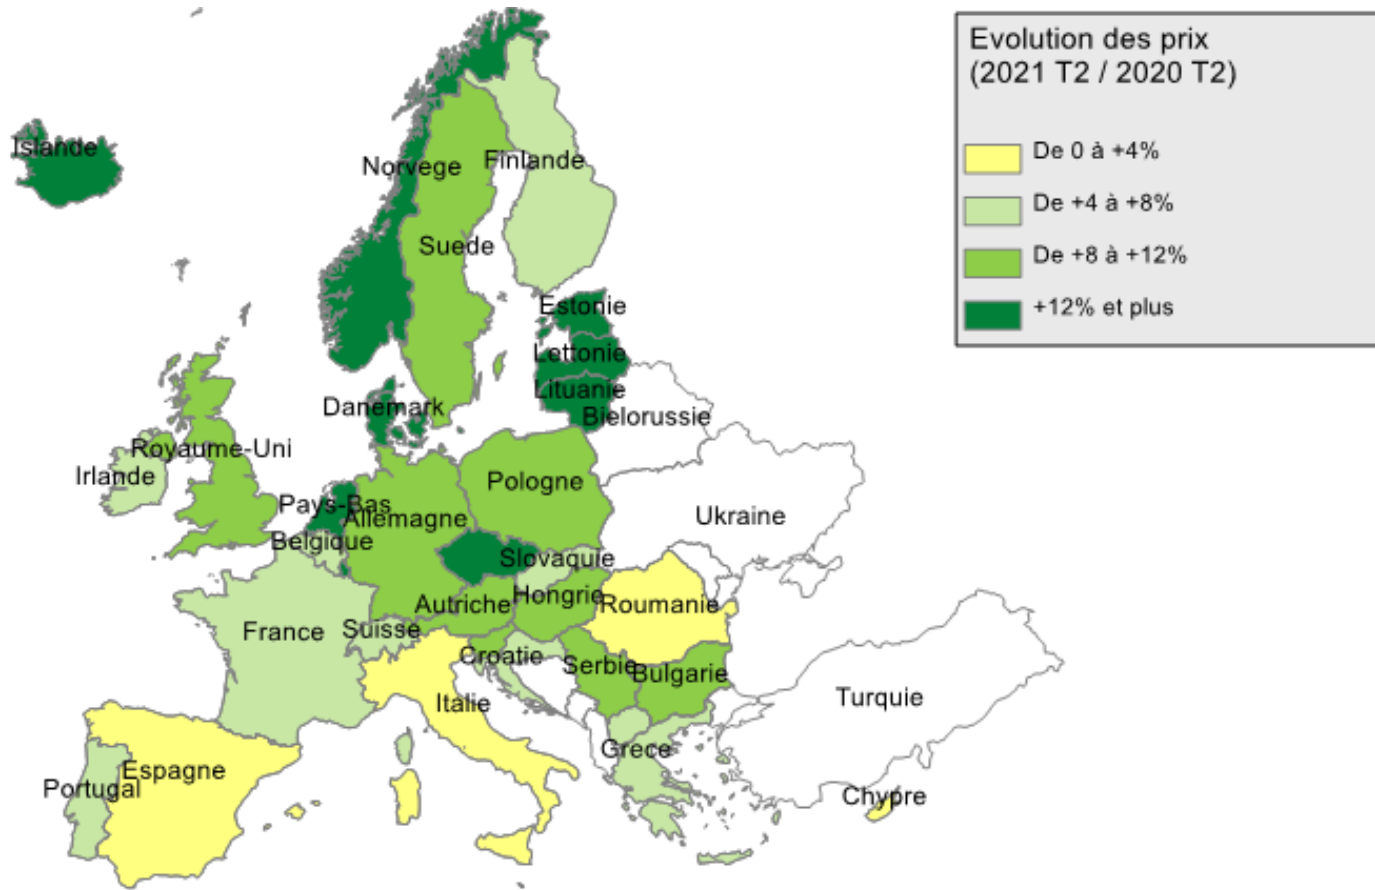 Evolution des prix
(2021 T2 / 2020 T2)
De 0 à +4%
De +4 à +8%
De +8 à +12%
+12% et plus
Islande
Norvege
Finlande
Suede
Estonie
Lettonie
Lituanie
Bielorussie
Danemark
Royaume-Uni
Irlande
Pays-Bas
Allemagne
Pologne
Belgique
Ukraine
Slovaquie
Autriche
Hongrie
Roumanie
France
Suisse
Croatie
Serbie
Bulgarie
Italie
Turquie
Grece
Espagne
Portugal
Chypre